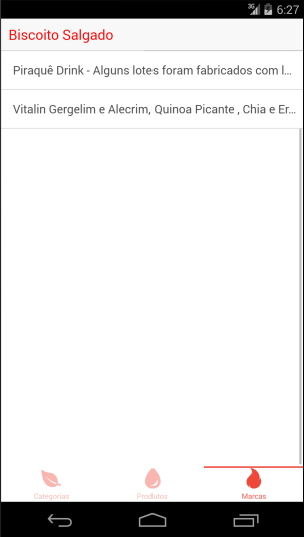 3G 6:27
Biscoito Salgado
Piraquê Drink - Alguns lotes foram fabricados com l...
Vitalin Gergelim e Alecrim, Quinoa Picante , Chia e Er...
Categorias Produtos Marcas